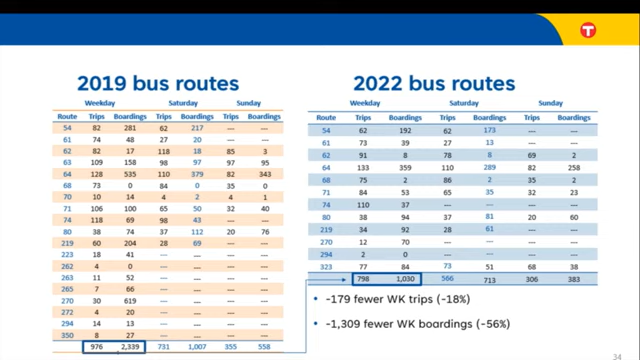 T
2019 bus routes
Weekday Saturday Sunday
Route Trips Boardings Trips Boardings Trips Boardings
54 82 281 62 217 --- ---
61 74 48 27 20 --- ---
62 82 17 118 18 85 3
63 109 158 98 97 97 95
64 128 535 110 379 82 343
68 73 0 84 0 35 0
70 10 14 4 2 4 1
71 106 100 65 50 32 40
74 118 69 98 43 --- ---
80 38 74 37 112 20 76
219 60 204 28 69 --- ---
223 18 41 --- --- --- ---
262 4 0 --- --- --- ---
263 11 52 --- --- --- ---
265 7 66 --- --- --- ---
270 30 619 --- --- --- ---
272 4 20 --- --- --- ---
294 14 13 --- --- --- ---
350 8 27 --- --- --- ---
976 2,339 731 1,007 355 558
2022 bus routes
Weekday Saturday Sunday
Route Trips Boardings Trips Boardings Trips Boardings
54 62 192 62 173 --- ---
61 73 39 27 13 --- ---
62 91 8 78 8 69 2
64 133 359 110 289 82 258
68 75 2 86 2 35 2
71 84 53 65 35 32 23
74 110 37 --- --- --- ---
80 38 94 37 81 20 60
219 34 92 28 61 --- ---
270 12 70 --- --- --- ---
294 2 0 --- --- --- ---
323 77 84 73 51 68 38
798 1,030 566 713 306 383
• -179 fewer WK trips (-18%)
• -1,309 fewer WK boardings (-56%)
34